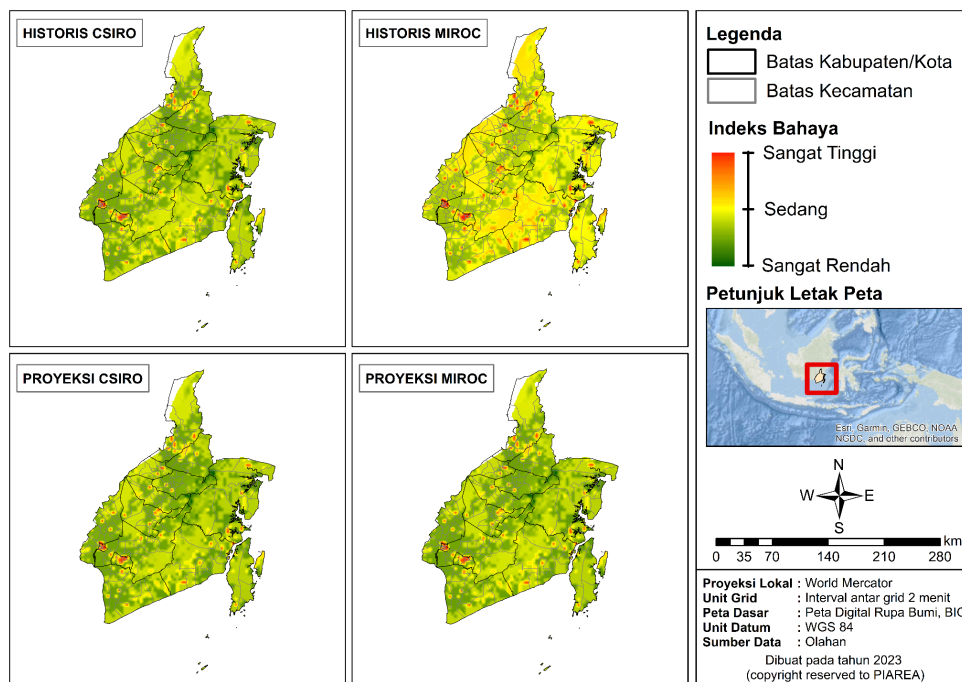 HISTORIS CSIRO
HISTORIS MIROC
PROYEKSI CSIRO
PROYEKSI MIROC
Legenda
Batas Kabupaten/Kota
Batas Kecamatan
Indeks Bahaya
Sangat Tinggi
Sedang
Sangat Rendah
Petunjuk Letak Peta
Esri, Garmin, GEBCO, NOAA
NGDC, and other contributors
N
W E
S
km
0 35 70 140 210 280
Proyeksi Lokal : World Mercator
Unit Grid : Interval antar grid 2 menit
Peta Dasar : Peta Digital Rupa Bumi, BIG
Unit Datum : WGS 84
Sumber Data : Olahan
Dibuat pada tahun 2023
(copyright reserved to PIAREA)